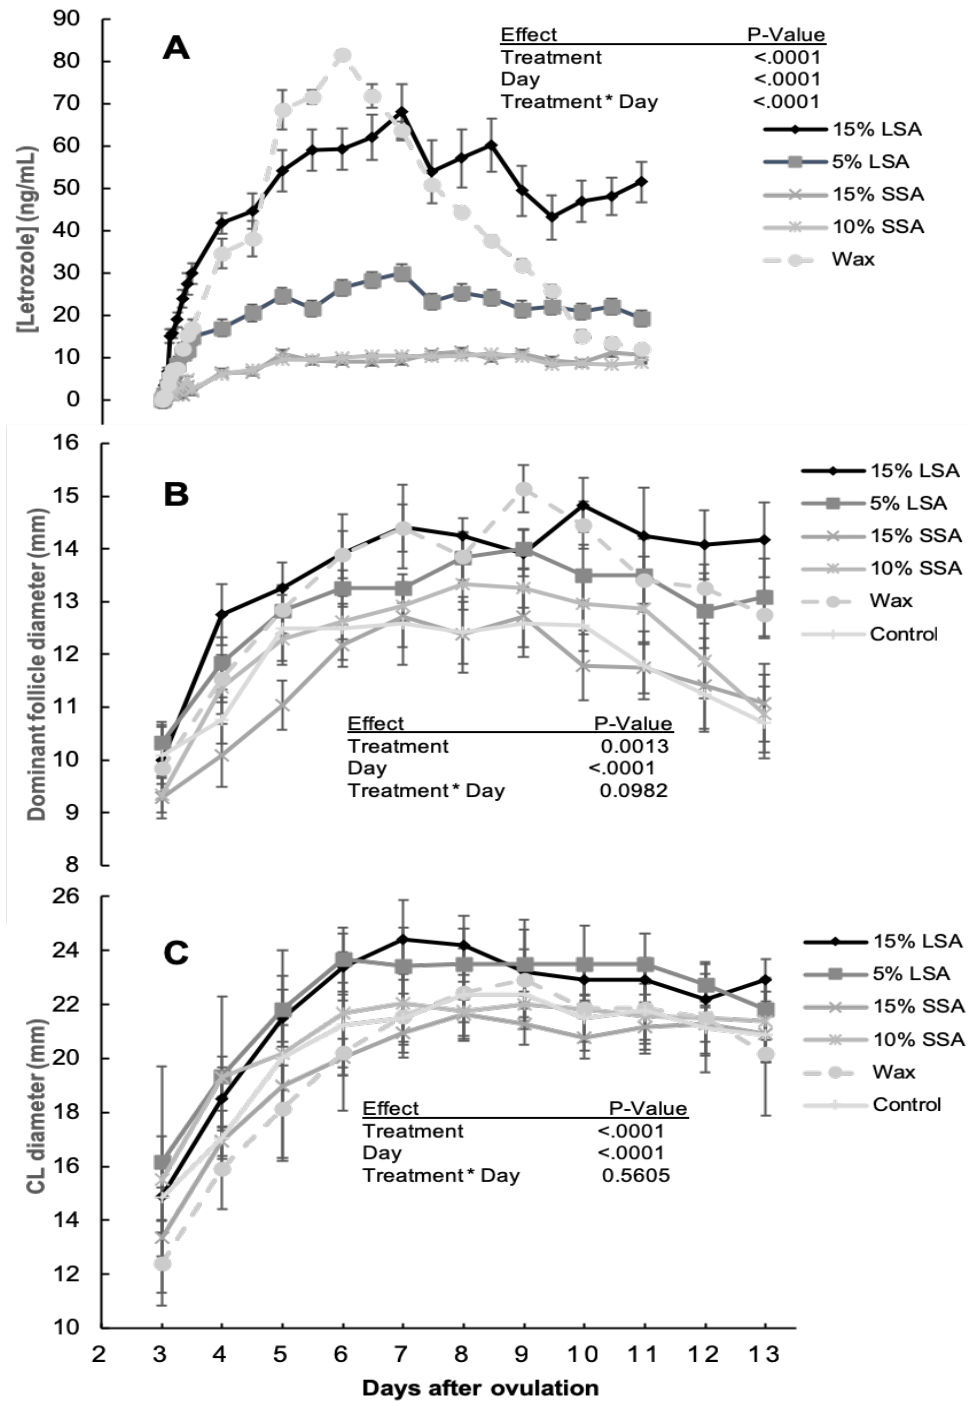 90
80
70
60
50
40
30
20
10
0
[Letrozole] (ng/mL)
A
Effect P-Value
Treatment <.0001
Day <.0001
Treatment * Day <.0001
15% LSA
5% LSA
15% SSA
10% SSA
Wax
16
15
14
13
12
11
10
9
8
Dominant follicle diameter (mm)
B
15% LSA
5% LSA
15% SSA
10% SSA
Wax
Control
Effect P-Value
Treatment 0.0013
Day <.0001
Treatment * Day 0.0982
26
24
22
20
18
16
14
12
10
CL diameter (mm)
C
15% LSA
5% LSA
15% SSA
10% SSA
Wax
Control
Effect P-Value
Treatment <.0001
Day <.0001
Treatment * Day 0.5605
2 3 4 5 6 7 8 9 10 11 12 13
Days after ovulation